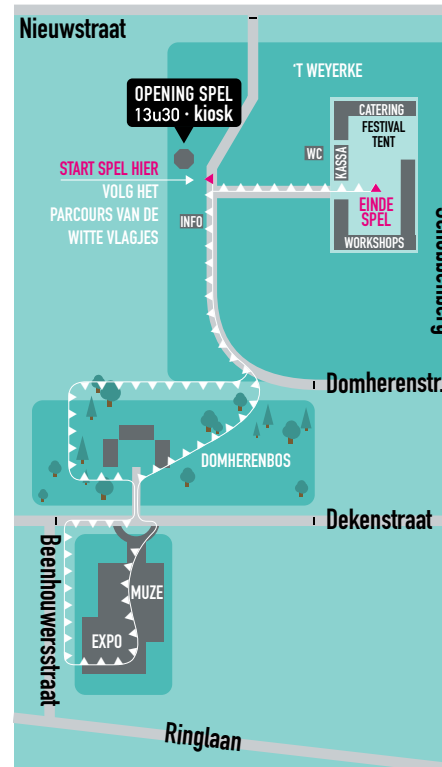 Nieuwstraat
'T WEYERKE
OPENING SPEL
13u30 · kiosk
CATERING
FESTIVAL
TENT
WC
KASSA
START SPEL HIER
VOLG HET
PARCOURS VAN DE
WITTE VLAGJES
INFO
EINDE
SPEL
WORKSHOPS
Domherenstr.
DOMHERENBOS
Dekenstraat
Beenhouwersstraat
MUZE
EXPO
Ringlaan